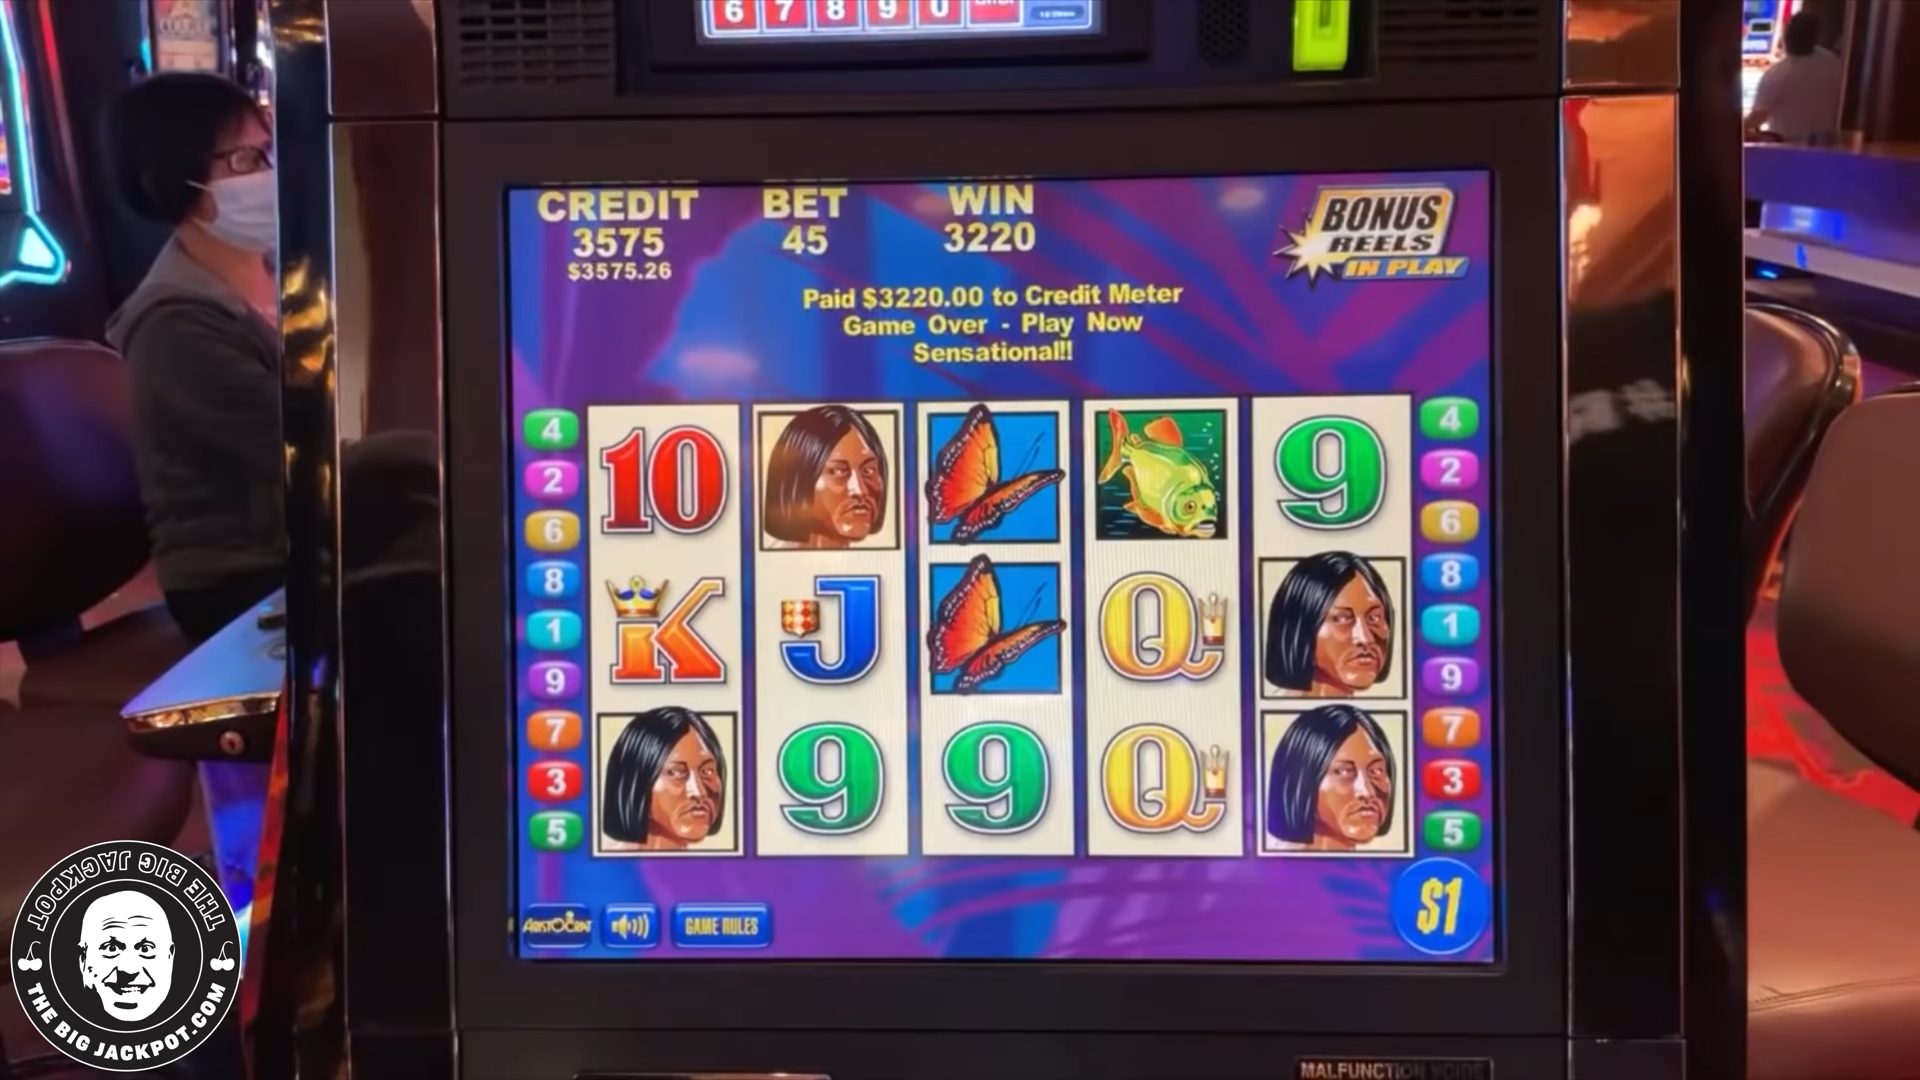 6 7 8 9 0
CREDIT BET WIN
3575 45 3220
$3575.26
BONUS
REELS
IN PLAY
Paid $3220.00 to Credit Meter
Game Over - Play Now
Sensational!!
4 4
2 10 9 2
6 6
8 8
1 K J Q 1
9 9
7 7
3 9 9 Q 3
5 5
$1
ARISTOCRAT GAME RULES
THE BIG JACKPOT
THE BIG JACKPOT.COM
MALFUNCTION VOIDS